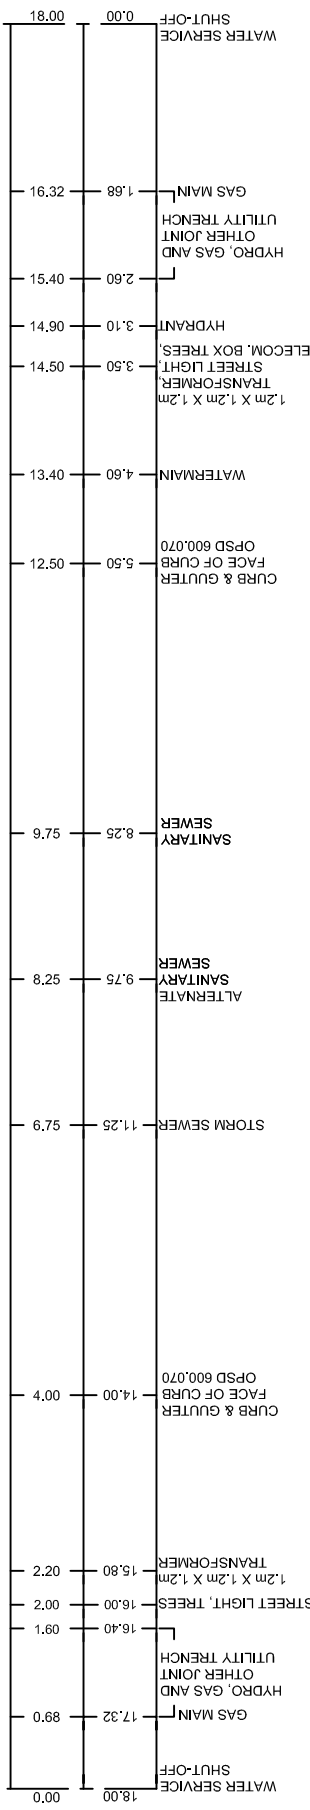 18.00
0.00
WATER SERVICE
SHUT-OFF
16.32
1.68
GAS MAIN
HYDRO, GAS AND
OTHER JOINT
UTILITY TRENCH
15.40
2.60
14.90
3.10
HYDRANT
14.50
3.50
1.2m X 1.2m X 1.2m
TRANSFORMER,
STREET LIGHT,
ELECOM. BOX TREES,
13.40
4.60
WATERMAIN
12.50
5.50
CURB & GUUTER
FACE OF CURB
OPSD 600.070
9.75
8.25
SANITARY
SEWER
8.25
9.75
ALTERNATE
SANITARY
SEWER
6.75
11.25
STORM SEWER
4.00
14.00
CURB & GUUTER
FACE OF CURB
OPSD 600.070
2.20
15.80
1.2m X 1.2m X 1.2m
TRANSFORMER
2.00
16.00
STREET LIGHT, TREES
1.60
16.40
HYDRO, GAS AND
OTHER JOINT
UTILITY TRENCH
0.68
17.32
GAS MAIN
0.00
18.00
WATER SERVICE
SHUT-OFF